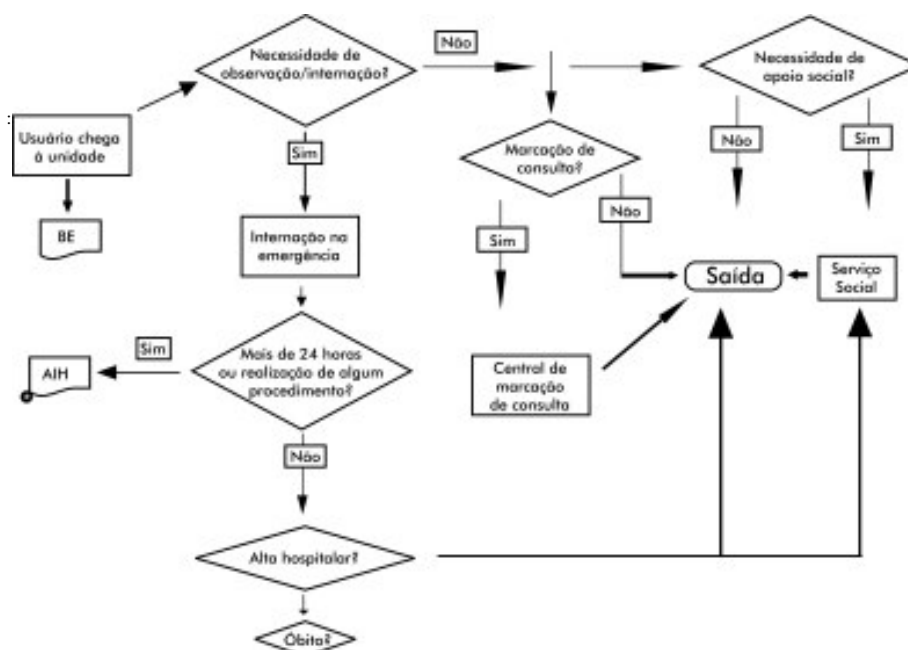 Necessidade de
observação/internação?
Não
Necessidade de
apoio social?
:
Usuário chega
à unidade
Sim
Marcação de
consulta?
Não
Sim
BE
Internação na
emergência
Sim
Não
Saída
Serviço
Social
Sim
AIH
Mais de 24 horas
ou realização de algum
procedimento?
Central de
marcação
de consulta
Não
Alta hospitalar?
Óbito?